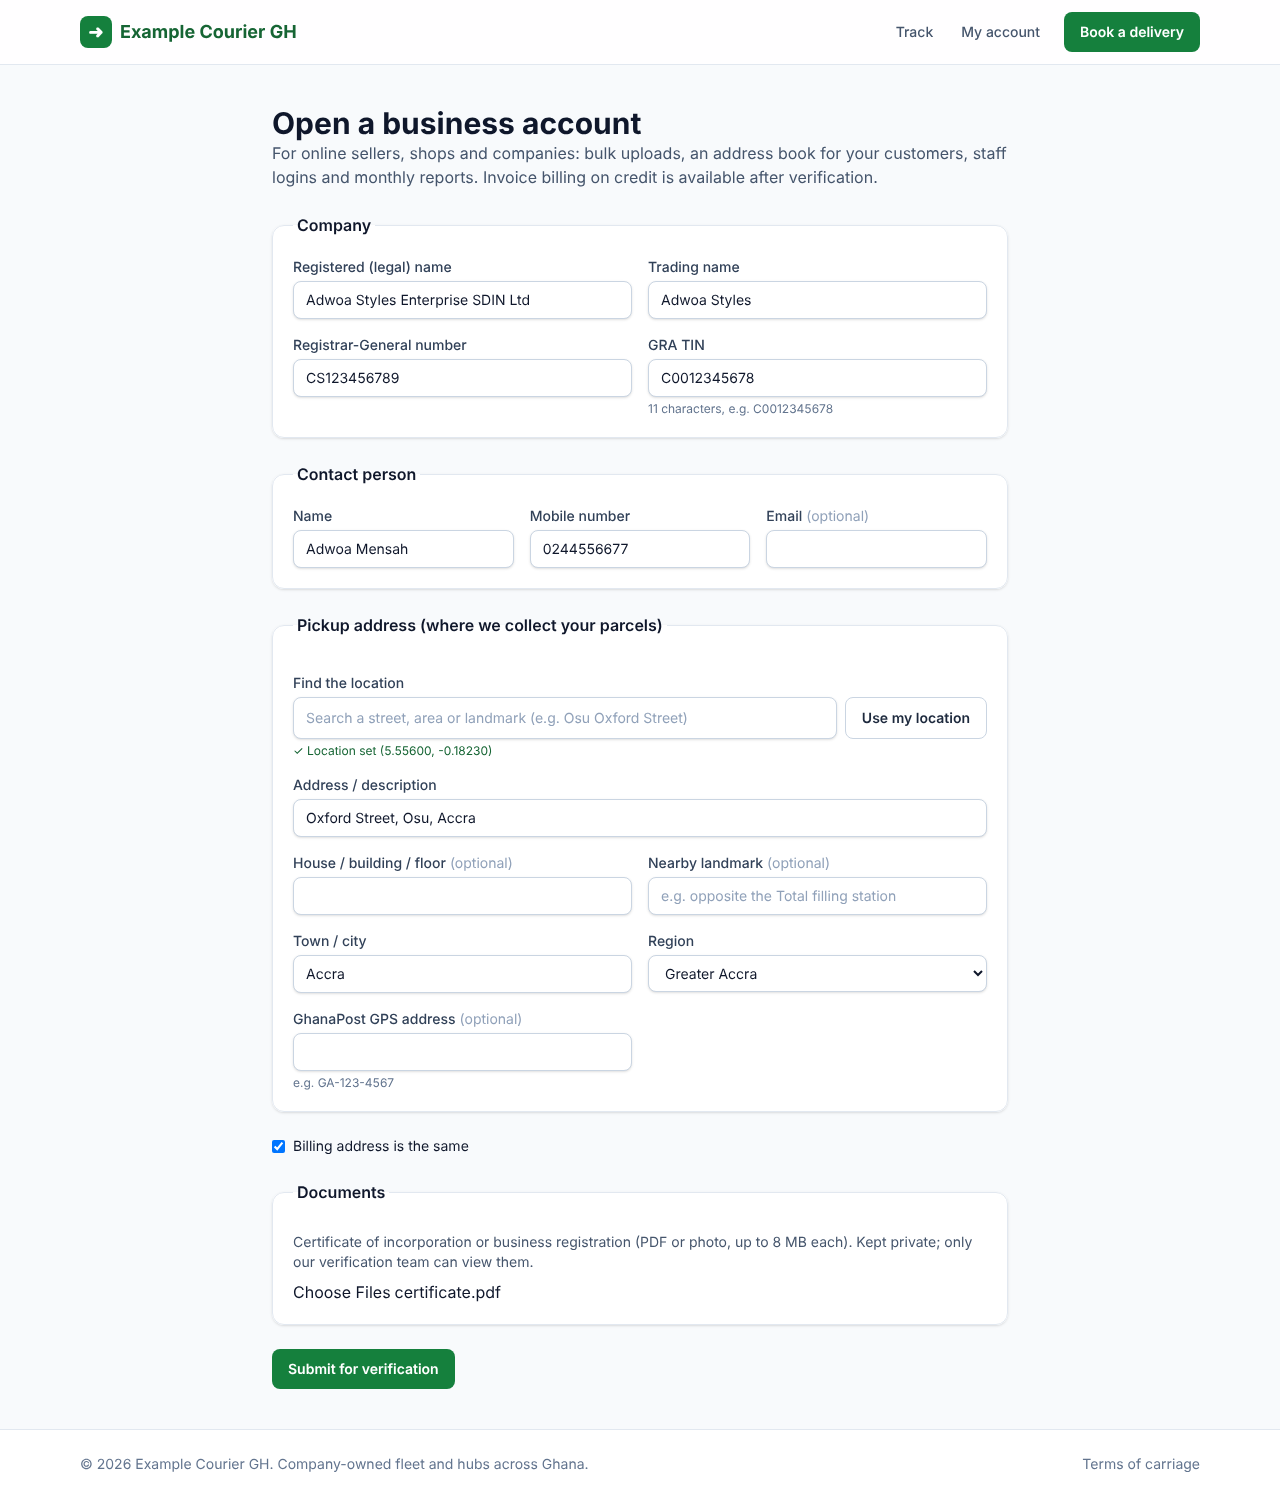 Example Courier GH
Track
My account
Book a delivery
Open a business account
For online sellers, shops and companies: bulk uploads, an address book for your customers, staff
logins and monthly reports. Invoice billing on credit is available after verification.
Company
Registered (legal) name
Trading name
Adwoa Styles Enterprise SDIN Ltd
Adwoa Styles
Registrar-General number
GRA TIN
CS123456789
C0012345678
11 characters, e.g. C0012345678
Contact person
Name
Mobile number
Email (optional)
Adwoa Mensah
0244556677
Pickup address (where we collect your parcels)
Find the location
Search a street, area or landmark (e.g. Osu Oxford Street)
Use my location
✓ Location set (5.55600, -0.18230)
Address / description
Oxford Street, Osu, Accra
House / building / floor (optional)
Nearby landmark (optional)
e.g. opposite the Total filling station
Town / city
Region
Accra
Greater Accra
GhanaPost GPS address (optional)
e.g. GA-123-4567
Billing address is the same
Documents
Certificate of incorporation or business registration (PDF or photo, up to 8 MB each). Kept private; only
our verification team can view them.
Choose Files certificate.pdf
Submit for verification
© 2026 Example Courier GH. Company-owned fleet and hubs across Ghana.
Terms of carriage